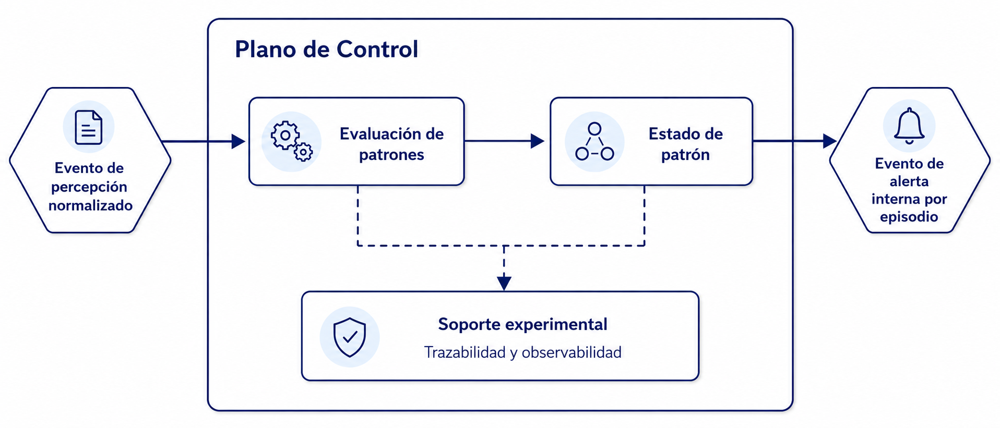 Plano de Control
Evento de
percepción
normalizado
Evaluación de
patrones
Estado de
patrón
Evento de
alerta
interna por
episodio
Soporte experimental
Trazabilidad y observabilidad